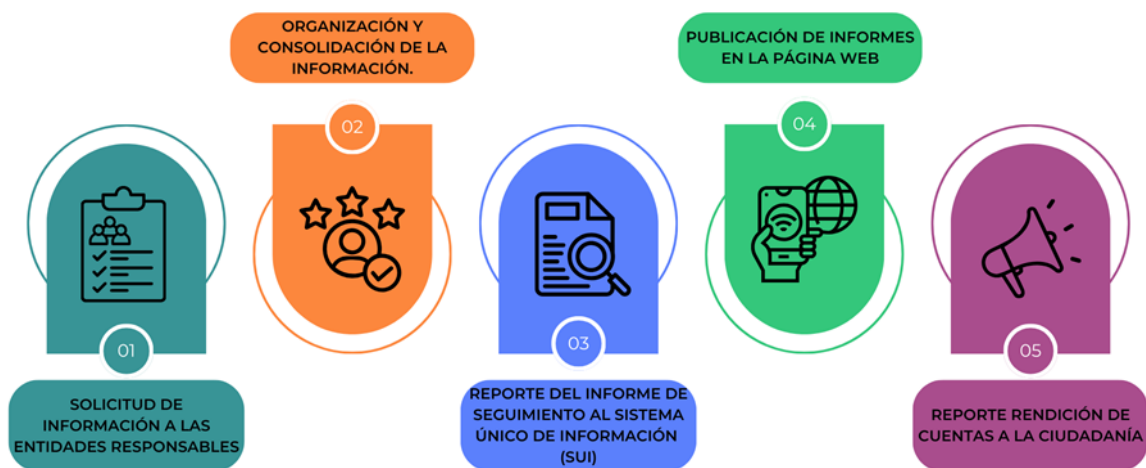 01
SOLICITUD DE
INFORMACIÓN A LAS
ENTIDADES RESPONSABLES
ORGANIZACIÓN Y
CONSOLIDACIÓN DE LA
INFORMACIÓN.
02
03
REPORTE DEL INFORME DE
SEGUIMIENTO AL SISTEMA
ÚNICO DE INFORMACIÓN
(SUI)
PUBLICACIÓN DE INFORMES
EN LA PÁGINA WEB
04
05
REPORTE RENDICIÓN DE
CUENTAS A LA CIUDADANÍA